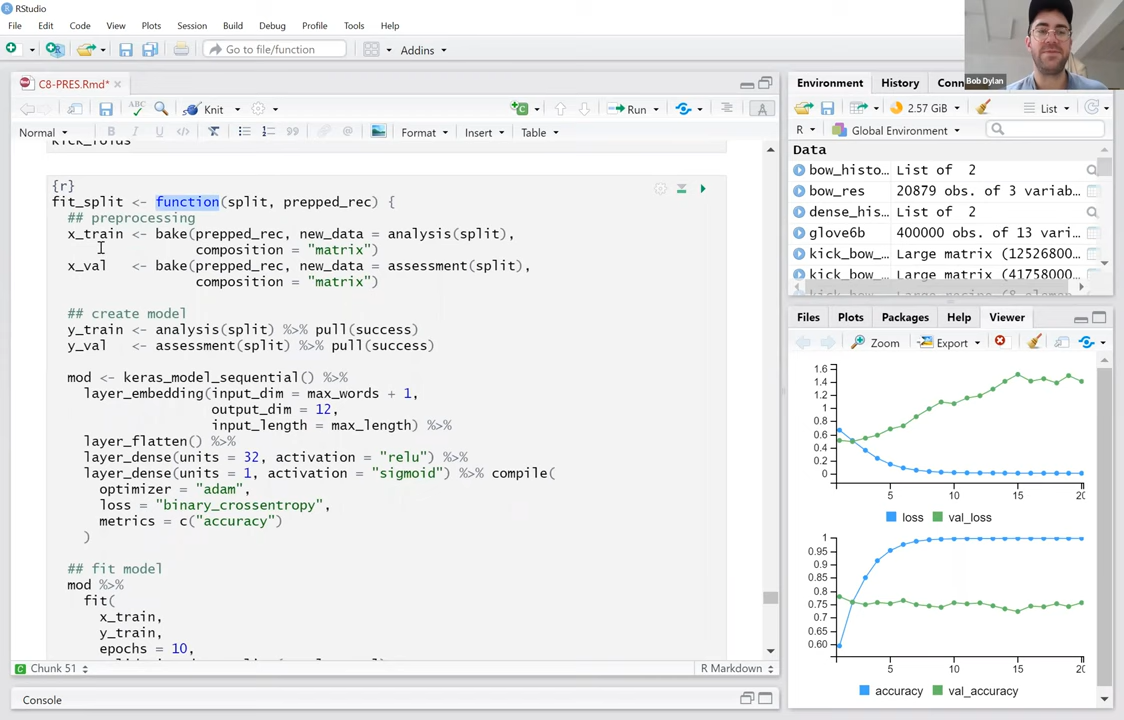 RStudio
File Edit Code View Plots Session Build Debug Profile Tools Help
Go to file/function Addins
Bob Dylan
C8-PRES.Rmd*
ABC Knit Run
Normal B I U Format Insert Table
{r}
fit_split <- function(split, prepped_rec) {
## preprocessing
x_train <- bake(prepped_rec, new_data = analysis(split),
composition = "matrix")
x_val <- bake(prepped_rec, new_data = assessment(split),
composition = "matrix")
## create model
y_train <- analysis(split) %>% pull(success)
y_val <- assessment(split) %>% pull(success)
mod <- keras_model_sequential() %>%
layer_embedding(input_dim = max_words + 1,
output_dim = 12,
input_length = max_length) %>%
layer_flatten() %>%
layer_dense(units = 32, activation = "relu") %>%
layer_dense(units = 1, activation = "sigmoid") %>% compile(
optimizer = "adam",
loss = "binary_crossentropy",
metrics = c("accuracy")
)
## fit model
mod %>%
fit(
x_train,
y_train,
epochs = 10,
Chunk 51 R Markdown
Console
Environment History Conn
2.57 GiB List
R Global Environment
Data
bow_histo... List of 2
bow_res 20879 obs. of 3 variab...
dense_his... List of 2
glove6b 400000 obs. of 13 vari...
kick_bow_... Large matrix (12526800...
kick_bow_... Large matrix (41758000...
Files Plots Packages Help Viewer
Zoom Export
1.6
1.4
1.2
1
0.8
0.6
0.4
0.2
0
5 10 15 20
loss val_loss
1
0.95
0.9
0.85
0.8
0.75
0.7
0.65
0.60
5 10 15 20
accuracy val_accuracy